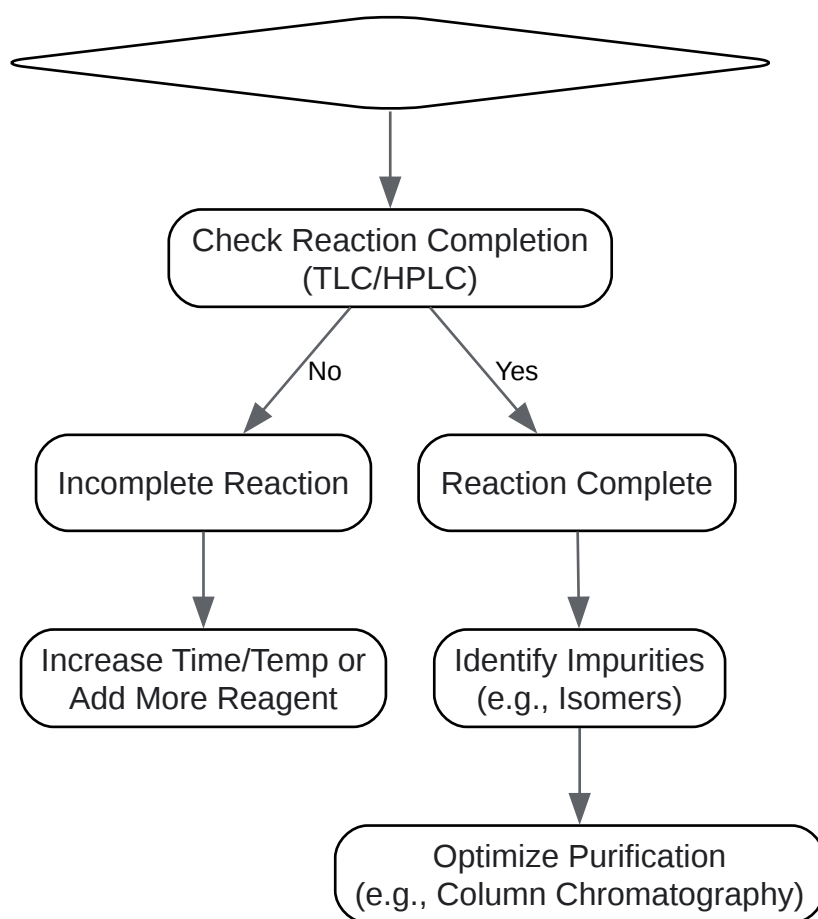 Check Reaction Completion
(TLC/HPLC)
No
Yes
Incomplete Reaction
Reaction Complete
Increase Time/Temp or
Add More Reagent
Identify Impurities
(e.g., Isomers)
Optimize Purification
(e.g., Column Chromatography)